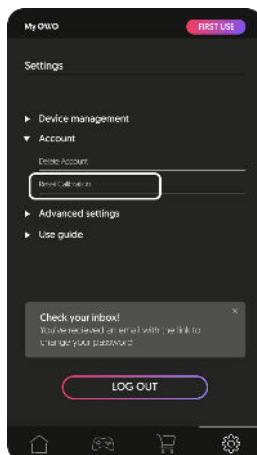 My OWO
FIRST USE
Settings
Device management
Account
Delete Account
Reset Calibration
Advanced settings
Use guide
Check your inbox!
You've recieved an email with the link to
change your password
LOG OUT